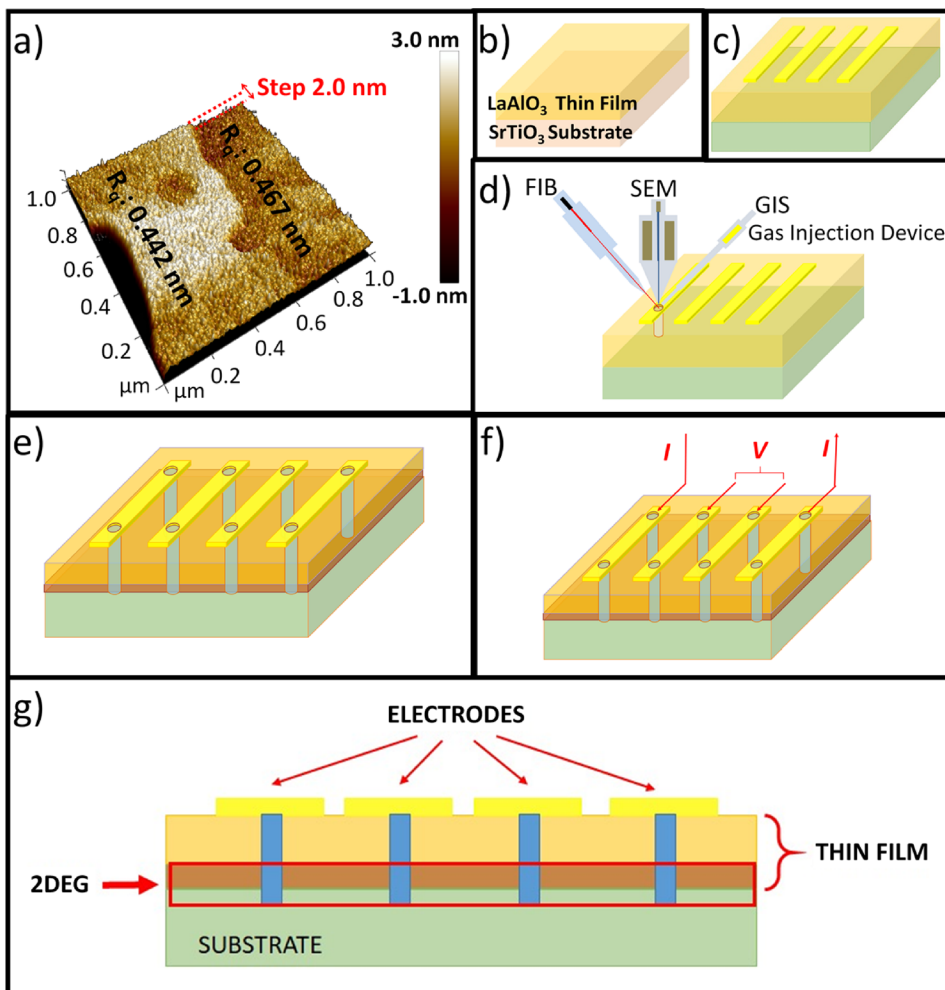 a)
3.0 nm
Step 2.0 nm
Rq: 0.467 nm
Rq: 0.442 nm
-1.0 nm
1.0
0.8
0.6
0.4
0.2
µm
µm
0.2
0.4
0.6
0.8
1.0
b)
LaAlO3 Thin Film
SrTiO3 Substrate
c)
d)
FIB
SEM
GIS
Gas Injection Device
e)
f)
I
V
I
g)
ELECTRODES
THIN FILM
2DEG
SUBSTRATE